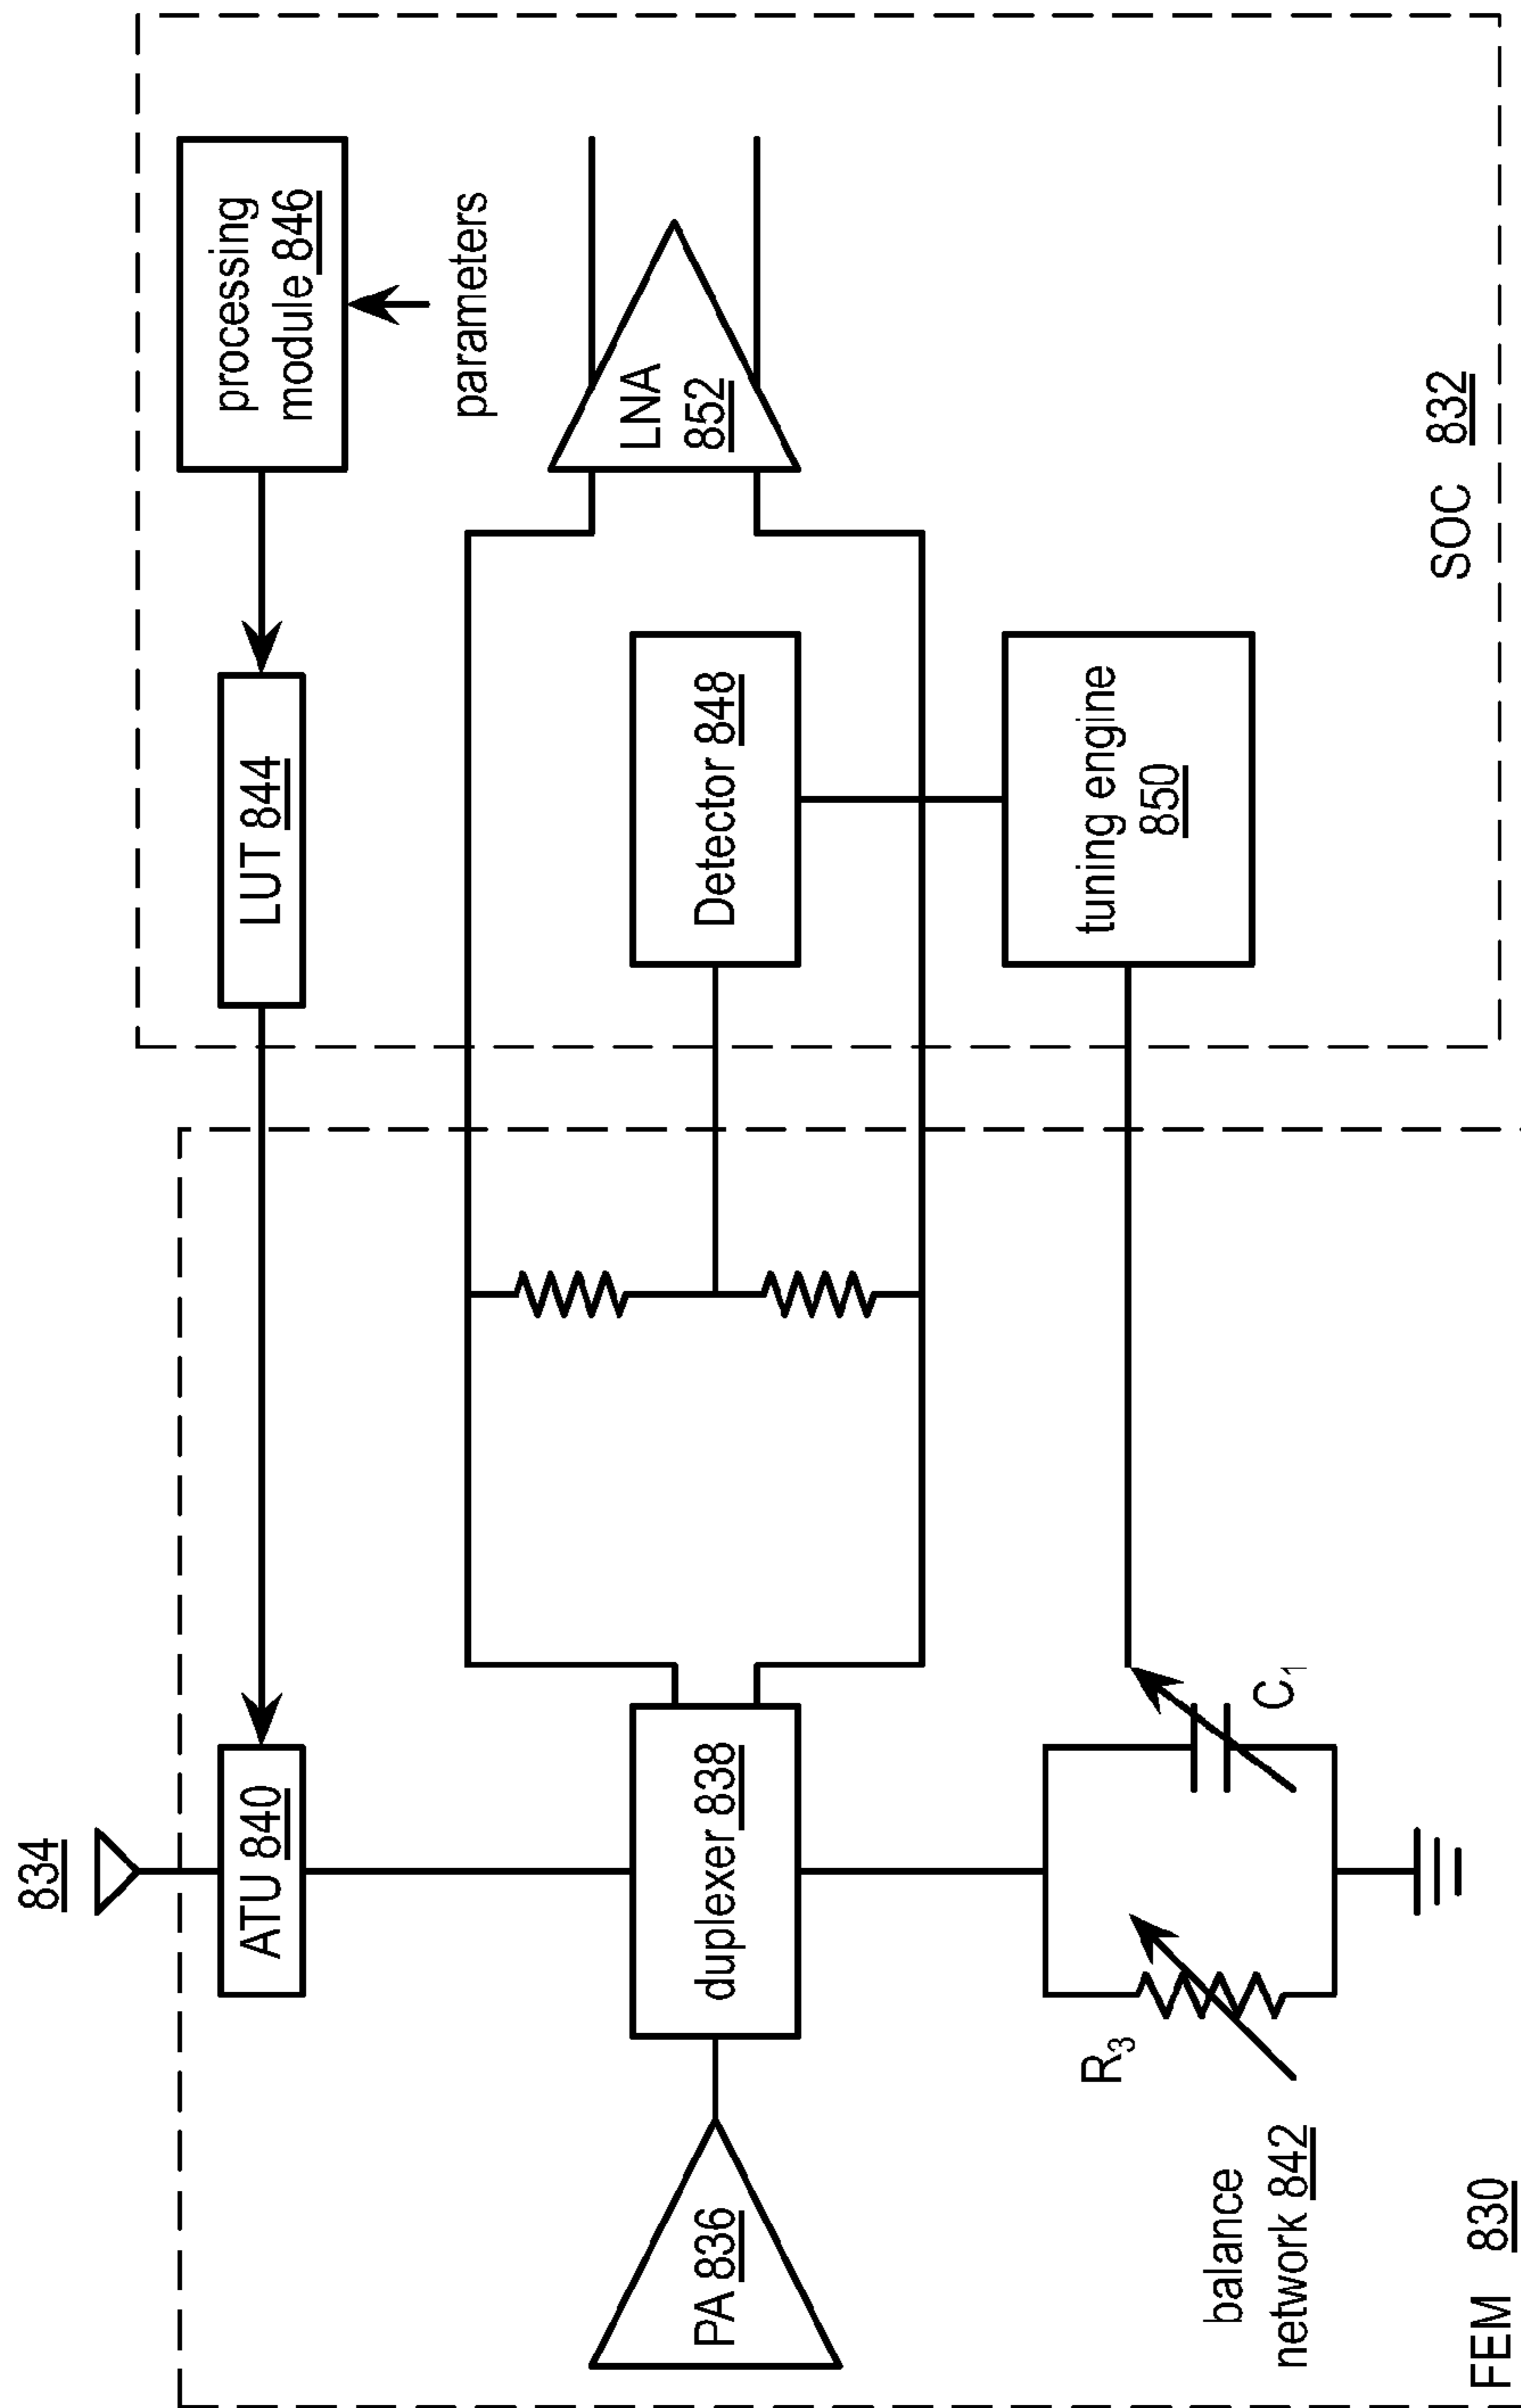 834
ATU 840
LUT 844
processing
module 846
parameters
PA 836
duplexer 838
Detector 848
LNA
852
R3
C1
tuning engine
850
balance
network 842
FEM 830
SOC 832